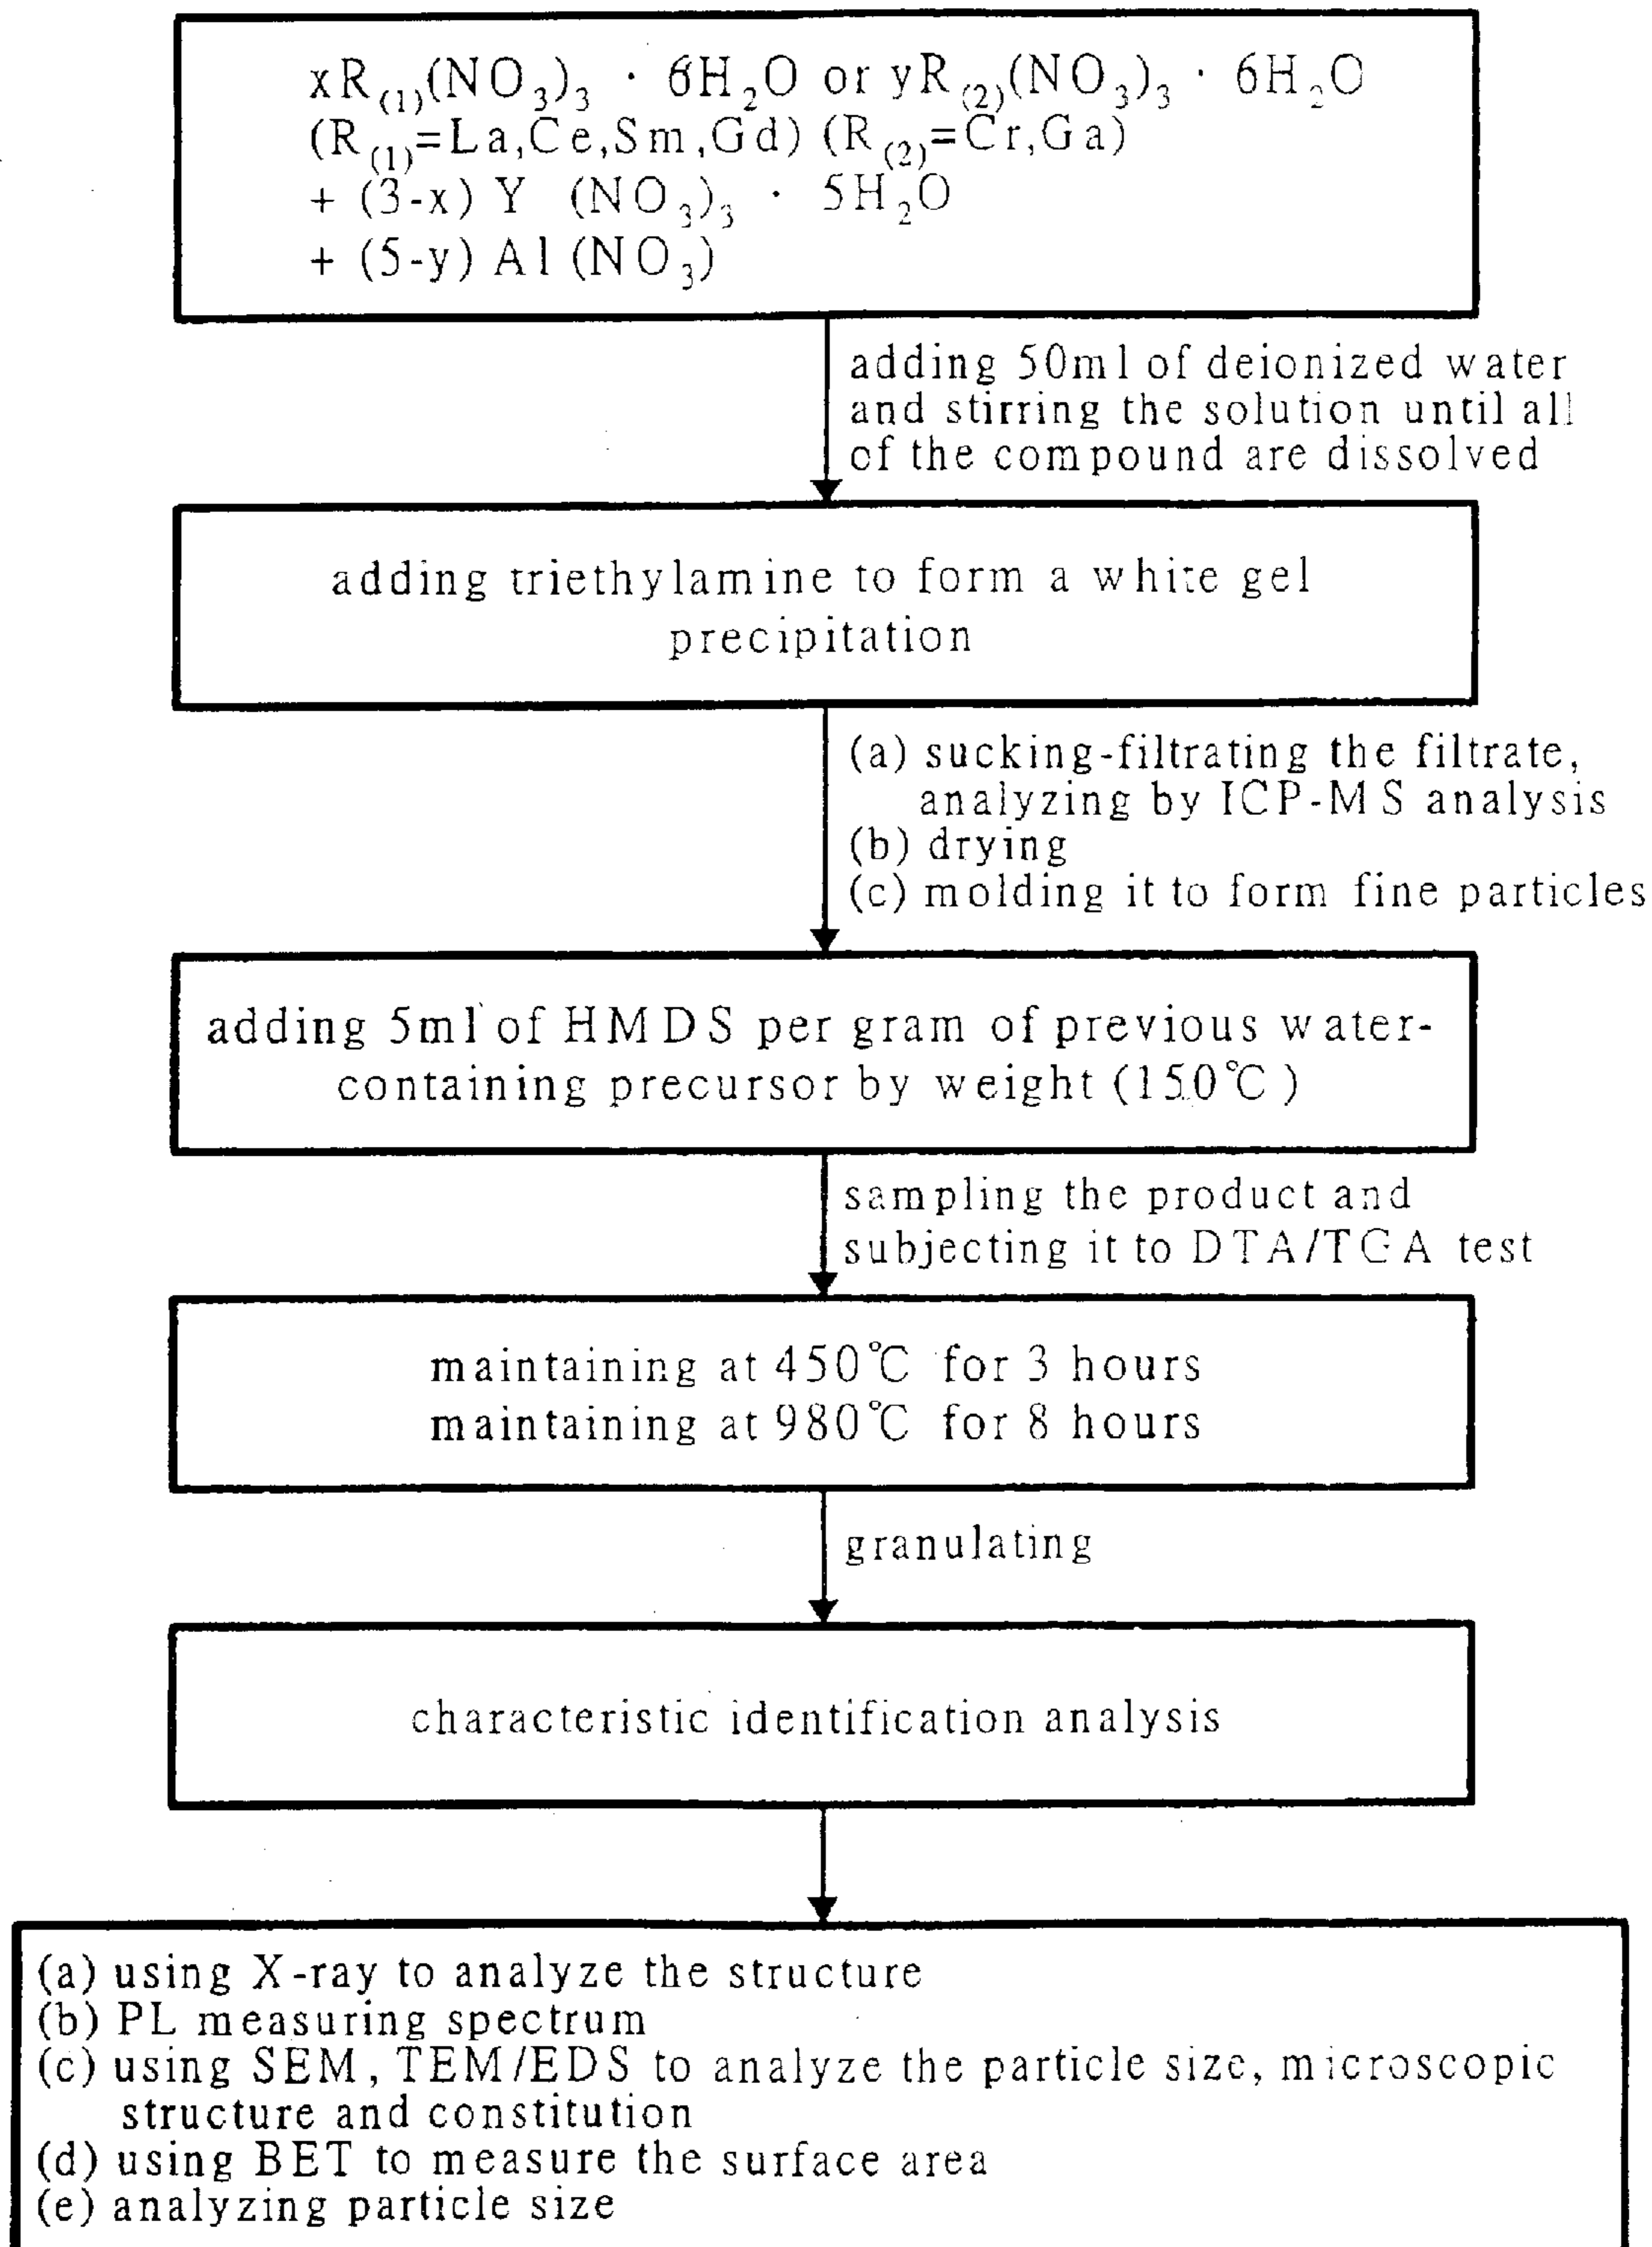 xR₍₁₎(NO₃)₃ · 6H₂O or yR₍₂₎(NO₃)₃ · 6H₂O
(R₍₁₎=La,Ce,Sm,Gd) (R₍₂₎=Cr,Ga)
+ (3-x) Y (NO₃)₃ · 5H₂O
+ (5-y) Al (NO₃)
adding 50ml of deionized water
and stirring the solution until all
of the compound are dissolved
adding triethylamine to form a white gel
precipitation
(a) sucking-filtrating the filtrate,
analyzing by ICP-MS analysis
(b) drying
(c) molding it to form fine particles
adding 5ml of HMDS per gram of previous water-
containing precursor by weight (150℃)
sampling the product and
subjecting it to DTA/TGA test
maintaining at 450℃ for 3 hours
maintaining at 980℃ for 8 hours
granulating
characteristic identification analysis
(a) using X-ray to analyze the structure
(b) PL measuring spectrum
(c) using SEM, TEM/EDS to analyze the particle size, microscopic
structure and constitution
(d) using BET to measure the surface area
(e) analyzing particle size